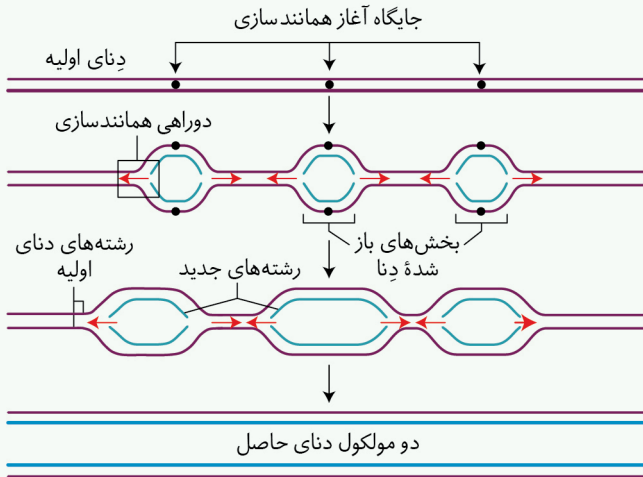 جایگاه آغاز همانندسازی
دِنای اولیه
دوراهی همانندسازی
بخش‌های باز
شدهٔ دِنا
رشته‌های دنای
اولیه
رشته‌های جدید
دو مولکول دنای حاصل